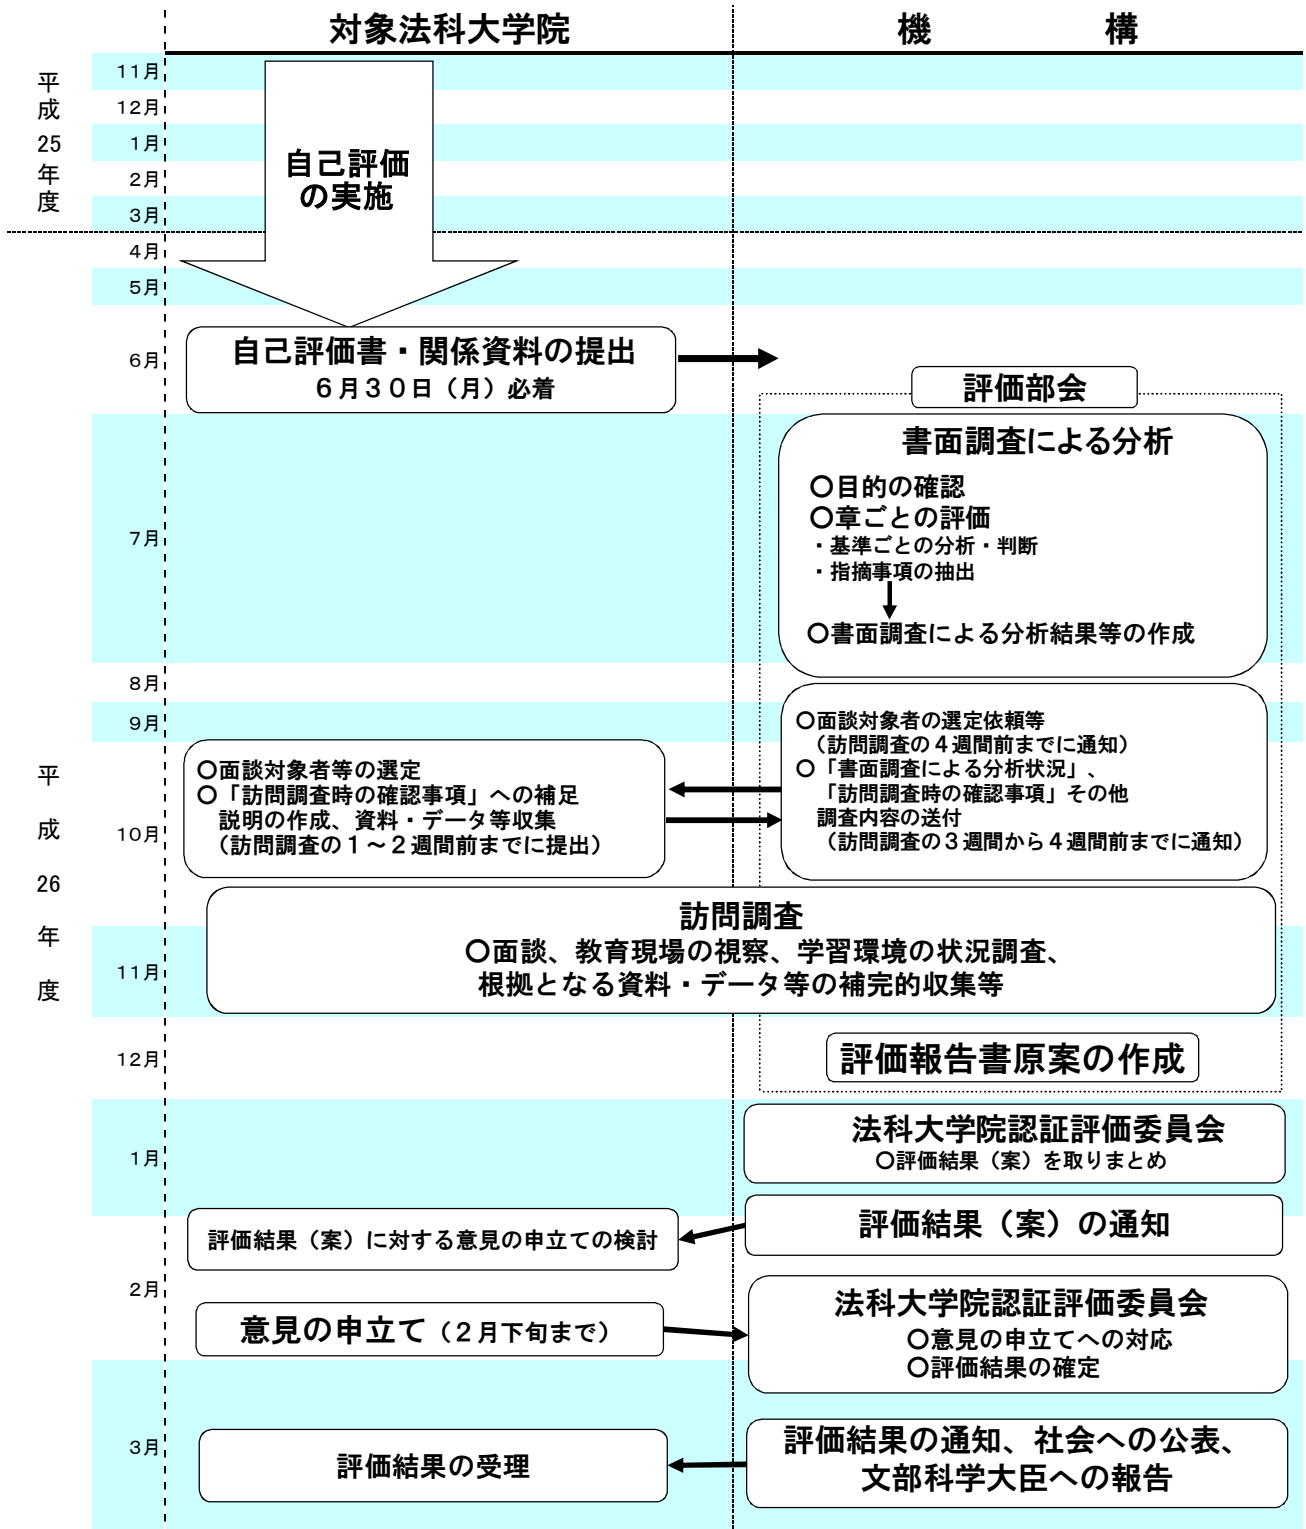 対象法科大学院
機　　構
平成25年度
11月
12月
1月
2月
3月
自己評価
の実施
平成26年度
4月
5月
6月
自己評価書・関係資料の提出
６月３０日（月）必着
評価部会
7月
書面調査による分析
○目的の確認
○章ごとの評価
・基準ごとの分析・判断
・指摘事項の抽出
○書面調査による分析結果等の作成
8月
9月
○面談対象者の選定依頼等
（訪問調査の４週間前までに通知）
○「書面調査による分析状況」、
「訪問調査時の確認事項」その他
調査内容の送付
（訪問調査の３週間から４週間前までに通知）
10月
○面談対象者等の選定
○「訪問調査時の確認事項」への補足
説明の作成、資料・データ等収集
（訪問調査の１～２週間前までに提出）
訪問調査
○面談、教育現場の視察、学習環境の状況調査、
根拠となる資料・データ等の補完的収集等
11月
12月
評価報告書原案の作成
1月
法科大学院認証評価委員会
○評価結果（案）を取りまとめ
評価結果（案）の通知
評価結果（案）に対する意見の申立ての検討
2月
意見の申立て（２月下旬まで）
法科大学院認証評価委員会
○意見の申立てへの対応
○評価結果の確定
3月
評価結果の通知、社会への公表、
文部科学大臣への報告
評価結果の受理